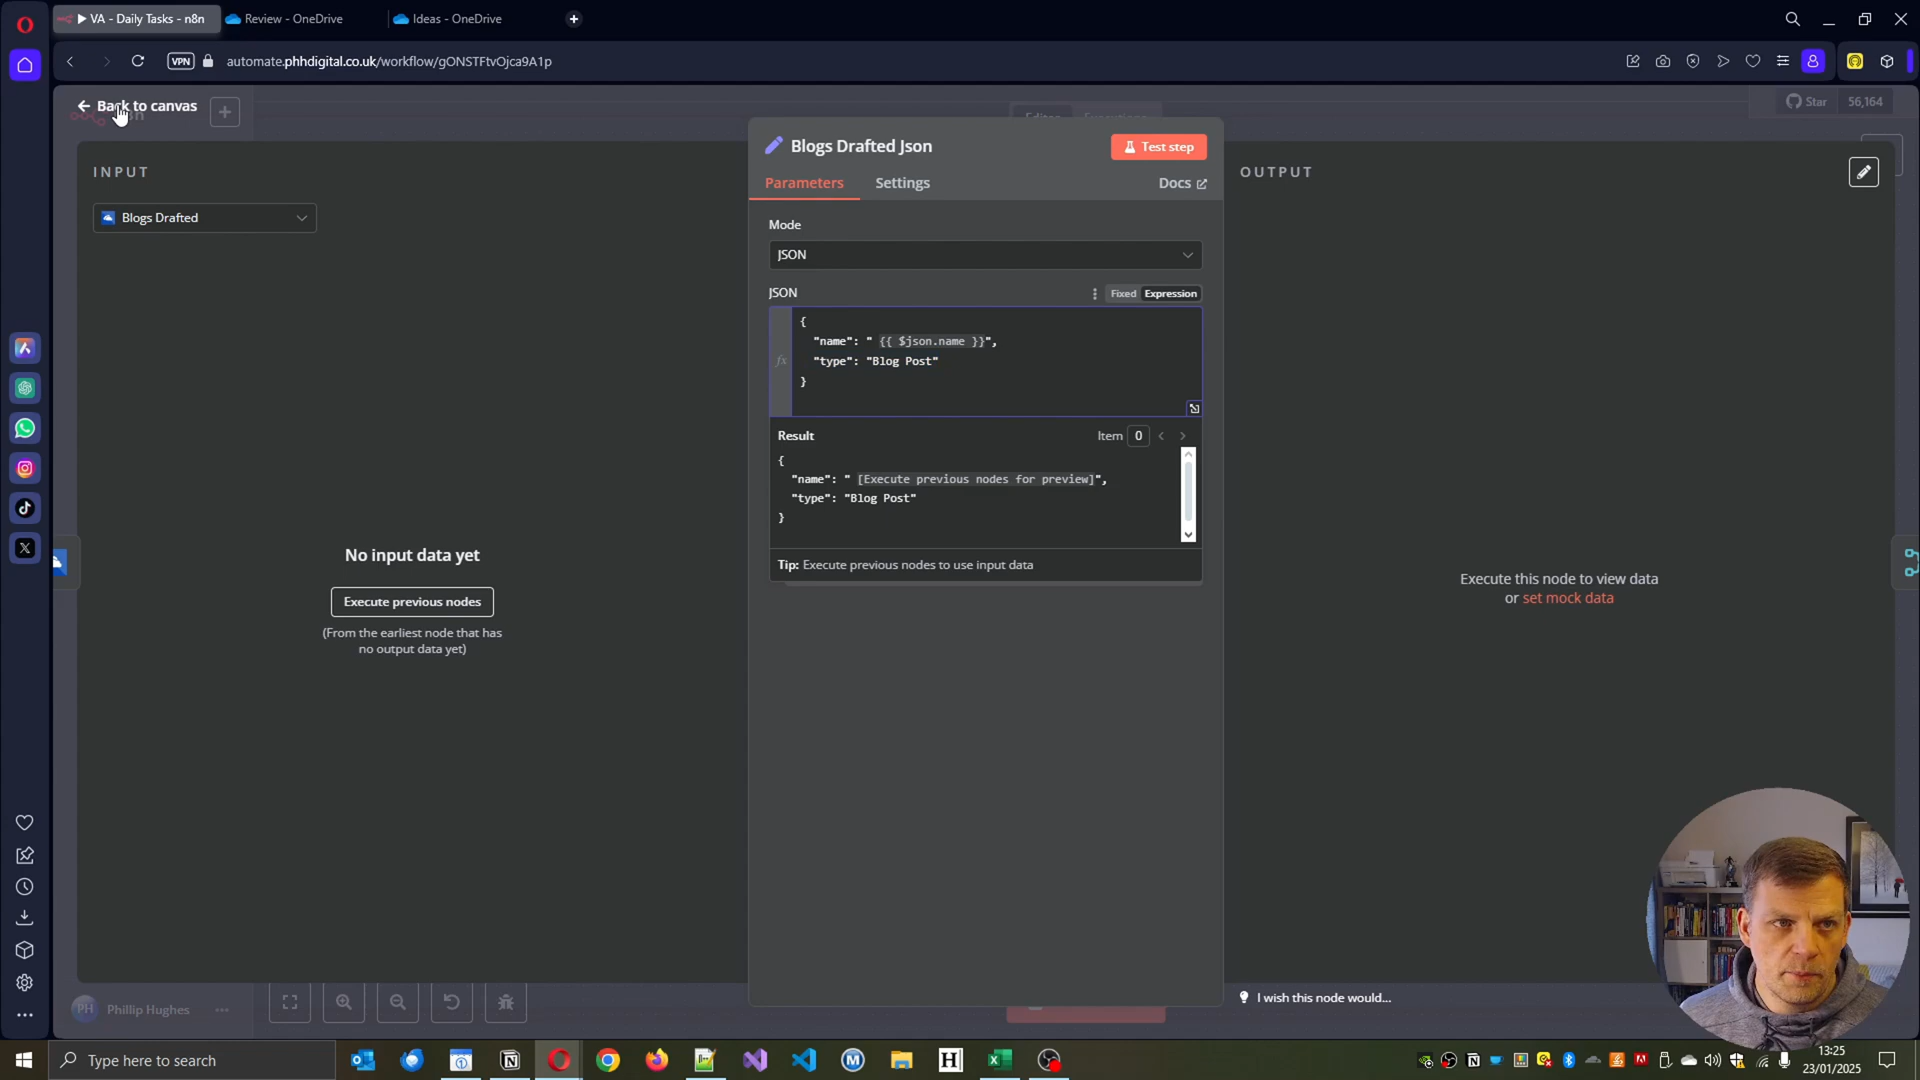 VA - Daily Tasks - n8n
Review - OneDrive
Ideas - OneDrive
VPN
automate.phhdigital.co.uk/workflow/gONSTFtvOjca9A1p
Back to canvas
Star 56,164
INPUT
Blogs Drafted
No input data yet
Execute previous nodes
(From the earliest node that has
no output data yet)
Blogs Drafted Json
Test step
Parameters
Settings
Docs
Mode
JSON
JSON
Fixed Expression
fx
{
"name": " {{ $json.name }}",
"type": "Blog Post"
}
Result
Item 0
{
"name": " [Execute previous nodes for preview]",
"type": "Blog Post"
}
Tip: Execute previous nodes to use input data
OUTPUT
Execute this node to view data
or set mock data
I wish this node would...
PH Phillip Hughes
Type here to search
13:25
23/01/2025